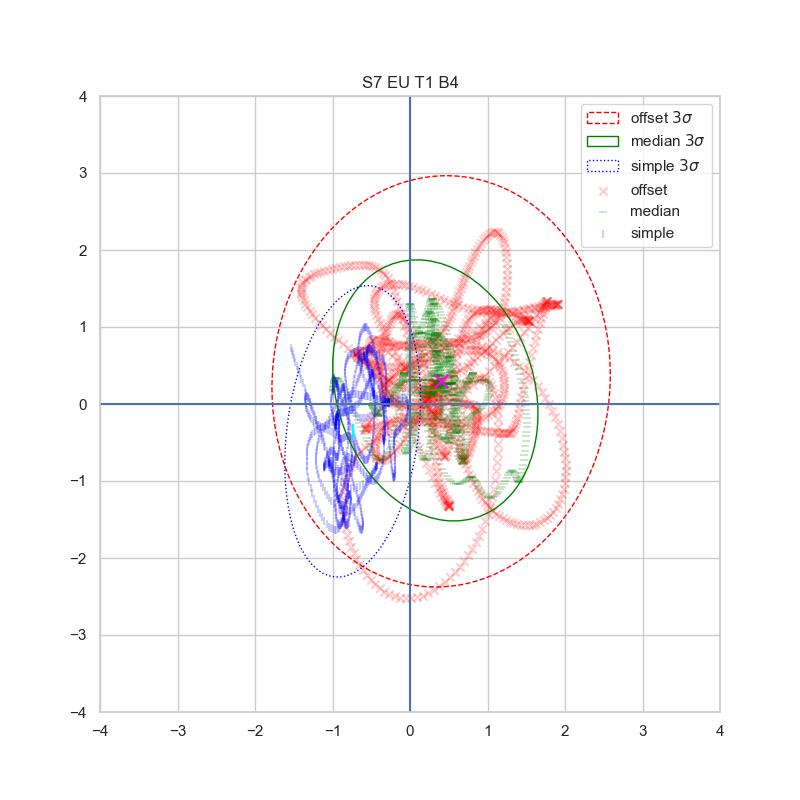 S7 EU T1 B4
offset 3σ
median 3σ
simple 3σ
offset
median
simple
4
3
2
1
0
−1
−2
−3
−4
−4 −3 −2 −1 0 1 2 3 4